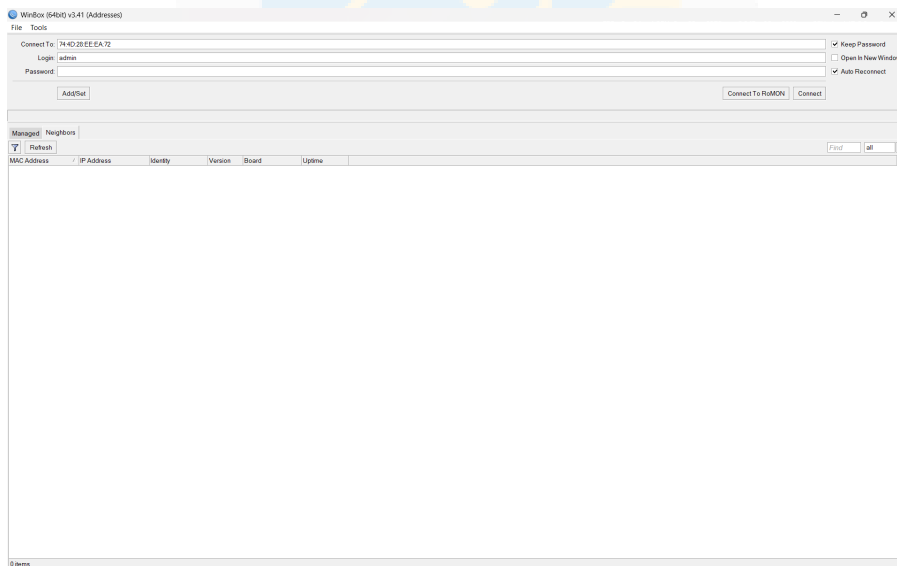 WinBox (64bit) v3.41 (Addresses)
File Tools
Connect To: 74:4D:28:EE:EA:72
Keep Password
Login: admin
Open In New Window
Password:
Auto Reconnect
Add/Set
Connect To RoMON
Connect
Managed Neighbors
Refresh
Find
all
MAC Address / IP Address Identity Version Board Uptime
0 items